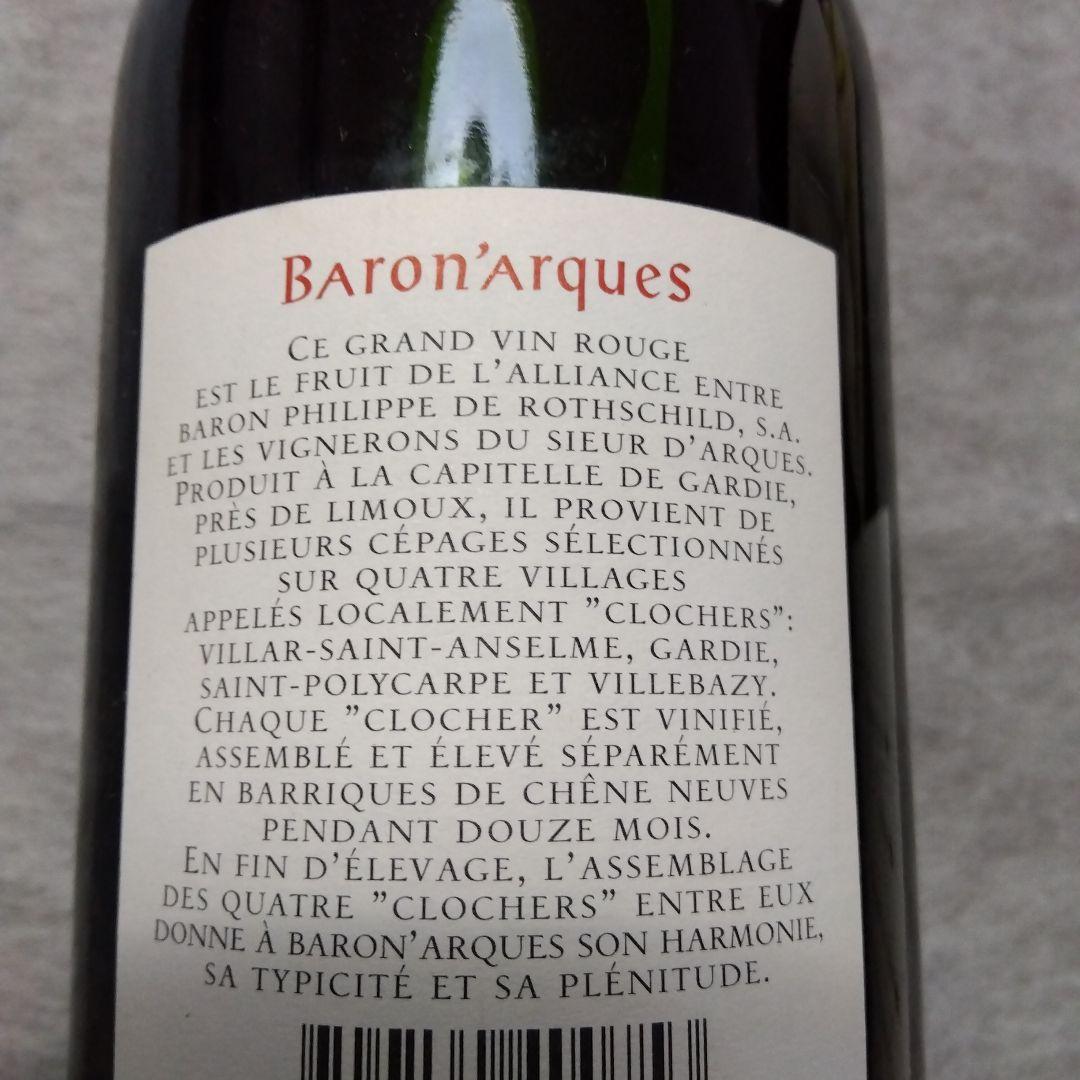 Baron'Arques
CE GRAND VIN ROUGE
EST LE FRUIT DE L'ALLIANCE ENTRE
BARON PHILIPPE DE ROTHSCHILD, S.A.
ET LES VIGNERONS DU SIEUR D'ARQUES.
PRODUIT À LA CAPITELLE DE GARDIE,
PRÈS DE LIMOUX, IL PROVIENT DE
PLUSIEURS CÉPAGES SÉLECTIONNÉS
SUR QUATRE VILLAGES
APPELÉS LOCALEMENT "CLOCHERS":
VILLAR-SAINT-ANSELME, GARDIE,
SAINT-POLYCARPE ET VILLEBAZY.
CHAQUE "CLOCHER" EST VINIFIÉ,
ASSEMBLÉ ET ÉLEVÉ SÉPARÉMENT
EN BARRIQUES DE CHÊNE NEUVES
PENDANT DOUZE MOIS.
EN FIN D'ÉLEVAGE, L'ASSEMBLAGE
DES QUATRE "CLOCHERS" ENTRE EUX
DONNE À BARON'ARQUES SON HARMONIE,
SA TYPICITÉ ET SA PLÉNITUDE.